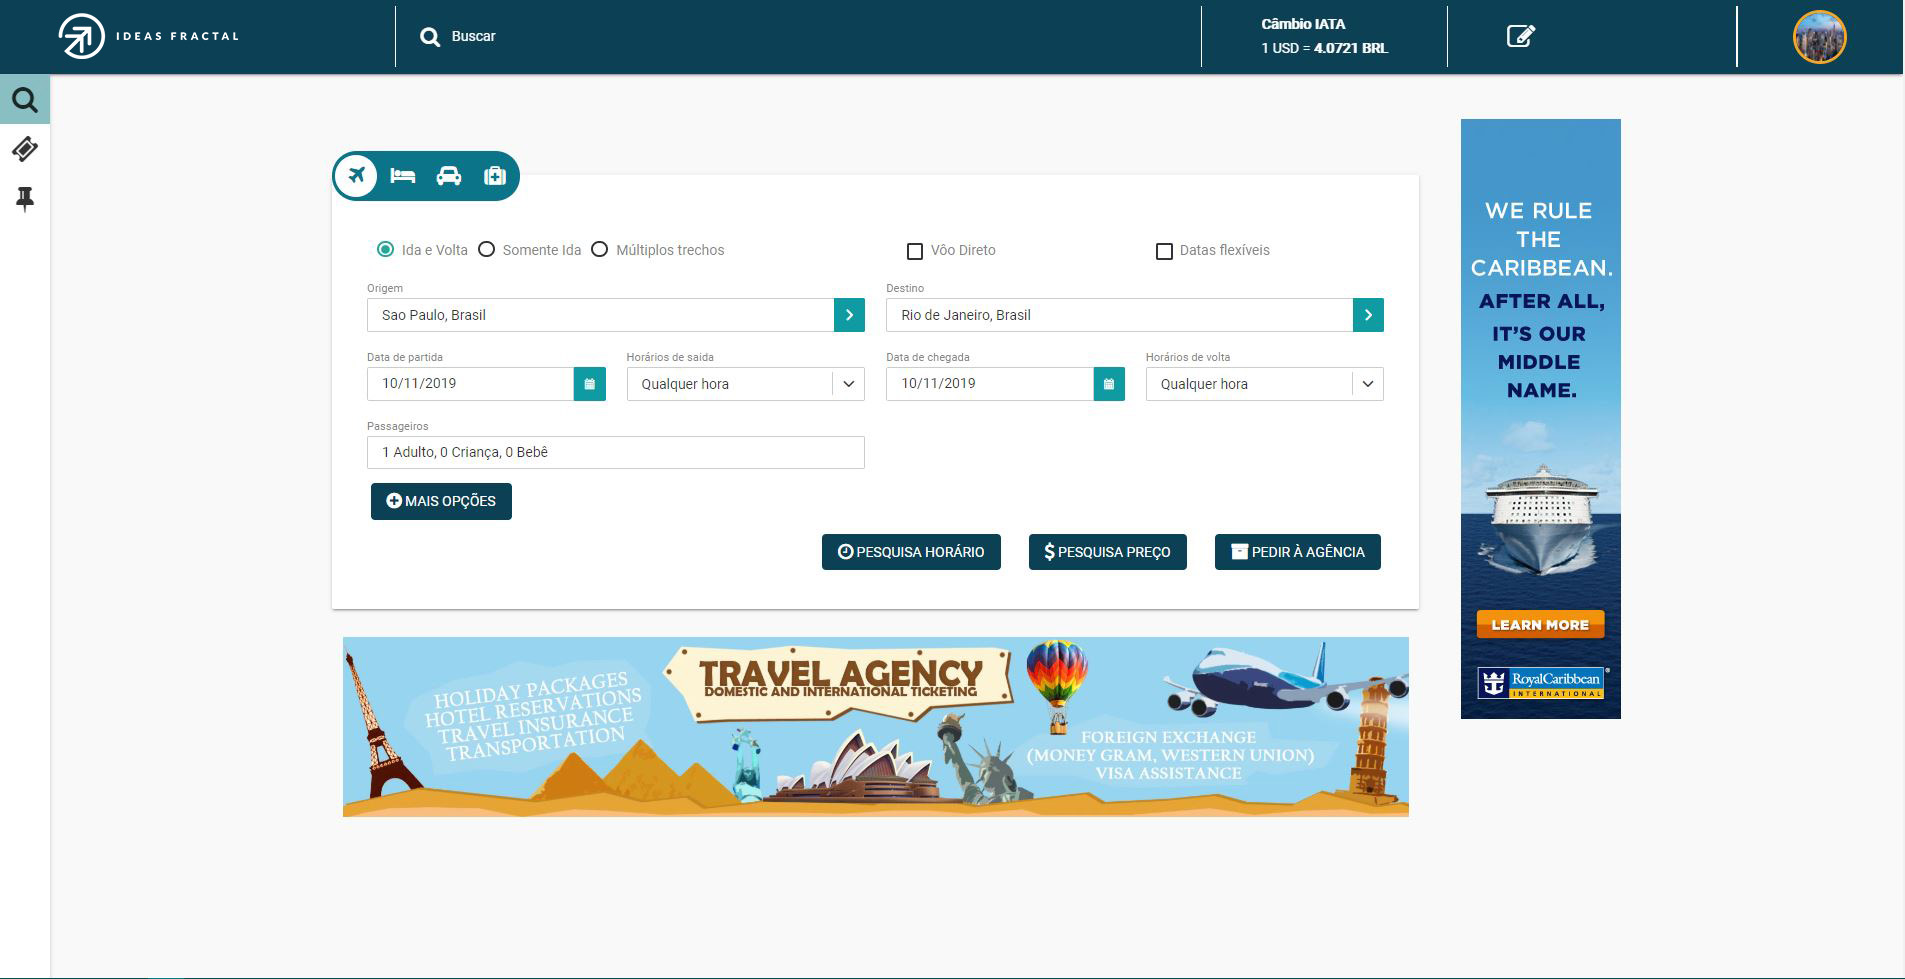 IDEAS FRACTAL
Buscar
Câmbio IATA
1 USD = 4.0721 BRL
Ida e Volta
Somente Ida
Múltiplos trechos
Vôo Direto
Datas flexíveis
Origem
Destino
Sao Paulo, Brasil
Rio de Janeiro, Brasil
Data de partida
Horários de saida
Data de chegada
Horários de volta
10/11/2019
Qualquer hora
10/11/2019
Qualquer hora
Passageiros
1 Adulto, 0 Criança, 0 Bebê
MAIS OPÇÕES
PESQUISA HORÁRIO
PESQUISA PREÇO
PEDIR À AGÊNCIA
HOLIDAY PACKAGES
HOTEL RESERVATIONS
TRAVEL INSURANCE
TRANSPORTATION
TRAVEL AGENCY
DOMESTIC AND INTERNATIONAL TICKETING
FOREIGN EXCHANGE
(MONEY GRAM, WESTERN UNION)
VISA ASSISTANCE
WE RULE
THE
CARIBBEAN.
AFTER ALL,
IT'S OUR
MIDDLE
NAME.
LEARN MORE
RoyalCaribbean
INTERNATIONAL